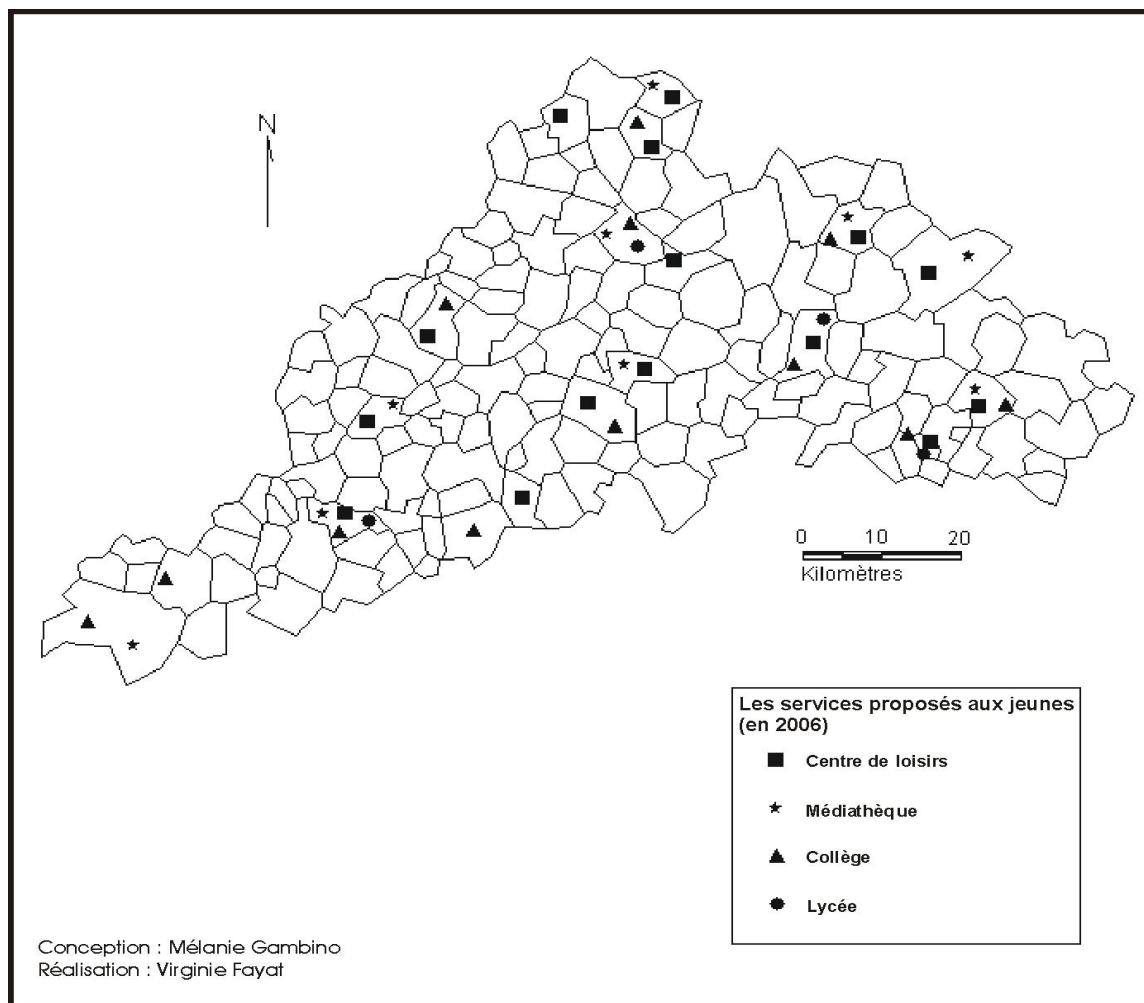 N
0 10 20
Kilomètres
Les services proposés aux jeunes
(en 2006)
Centre de loisirs
Médiathèque
Collège
Lycée
Conception : Mélanie Gambino
Réalisation : Virginie Fayat